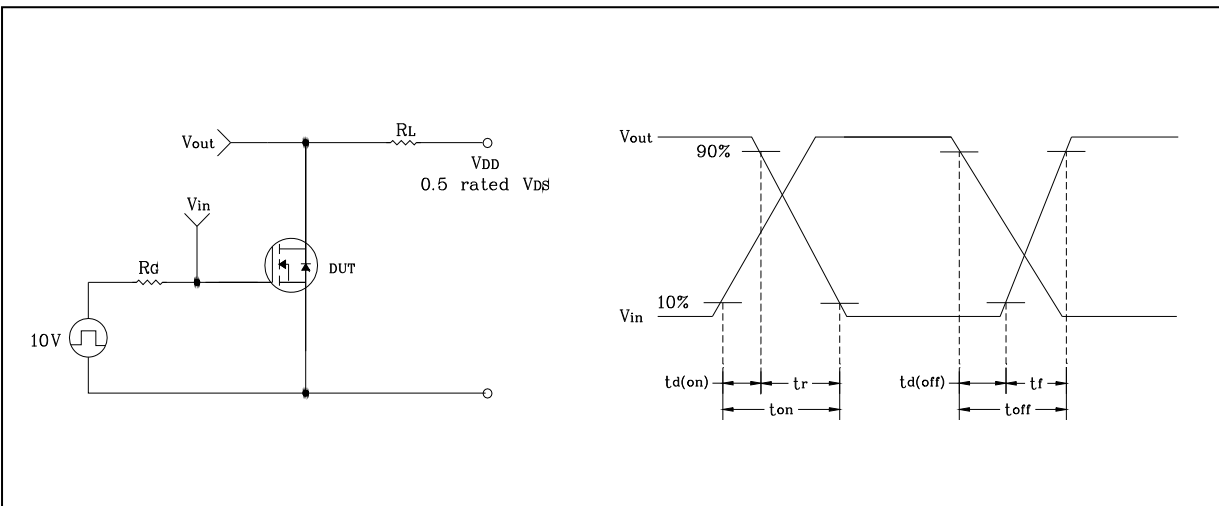 Vout
RL
VDD
0.5 rated VDS
Vin
RG
DUT
10V
Vout
90%
10%
Vin
td(on)
tr
td(off)
tf
ton
toff